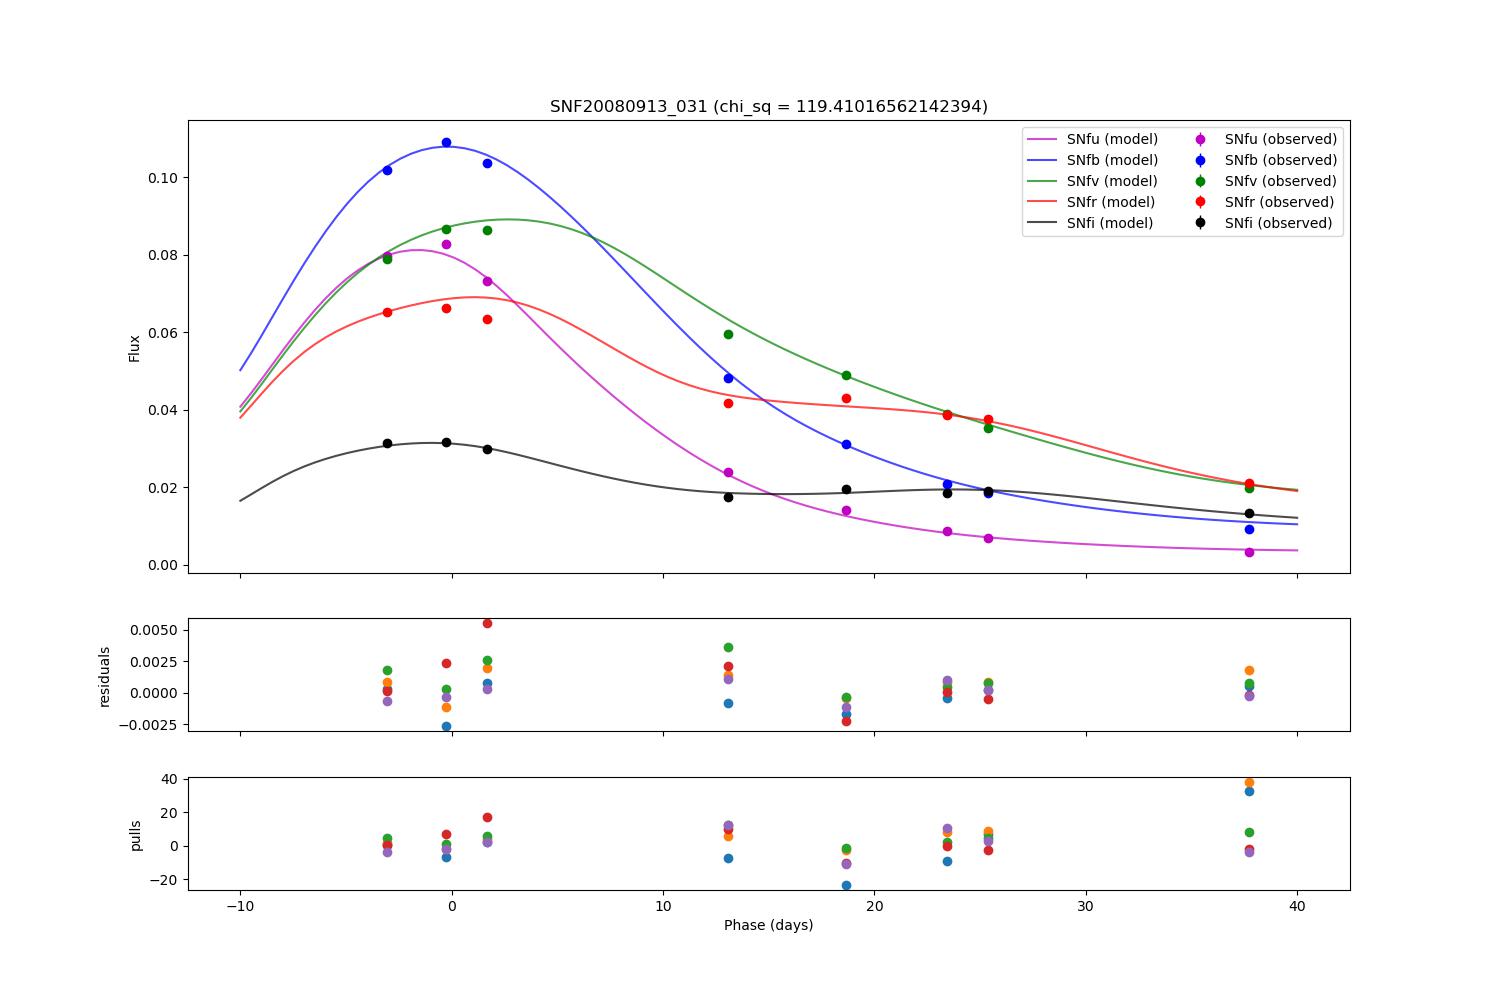 SNF20080913_031 (chi_sq = 119.41016562142394)
SNfu (model) SNfu (observed)
SNfb (model) SNfb (observed)
SNfv (model) SNfv (observed)
SNfr (model) SNfr (observed)
SNfi (model) SNfi (observed)
0.10
0.08
0.06
0.04
0.02
0.00
Flux
0.0050
0.0025
0.0000
−0.0025
residuals
40
20
0
−20
pulls
−10 0 10 20 30 40
Phase (days)